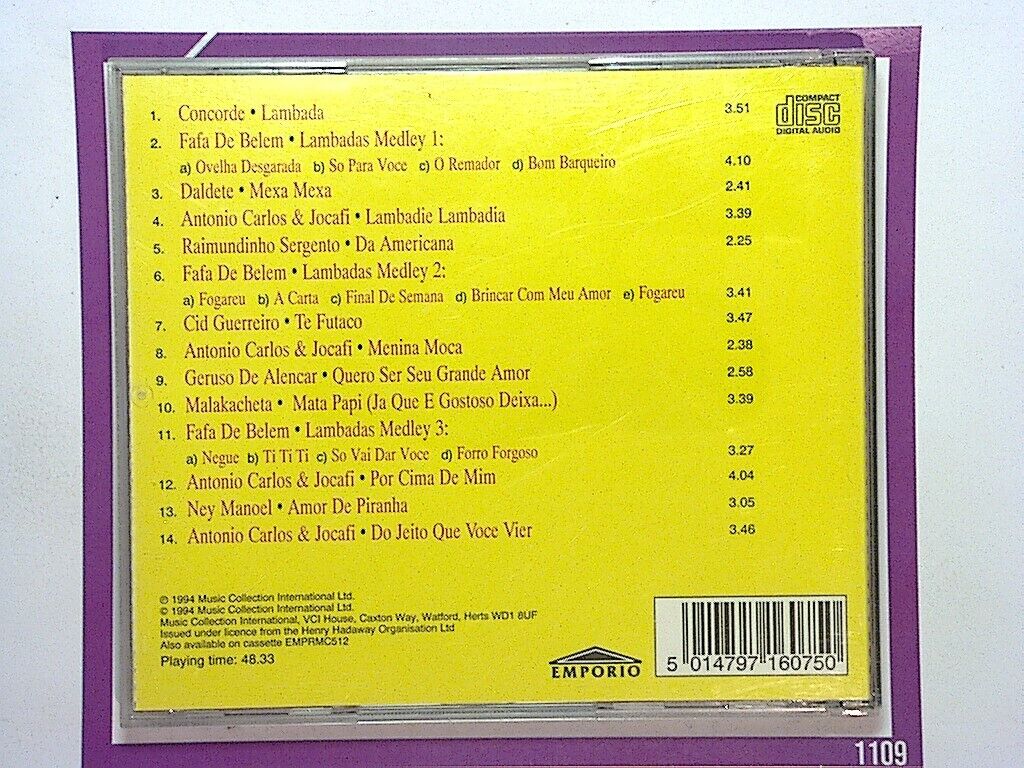 1. Concorde • Lambada 3.51
COMPACT
disc
DIGITAL AUDIO
2. Fafa De Belem • Lambadas Medley 1:
a) Ovelha Desgarada b) So Para Voce c) O Remador d) Bom Barqueiro 4.10
3. Daldete • Mexa Mexa 2.41
4. Antonio Carlos & Jocafi • Lambadie Lambadia 3.39
5. Raimundinho Sergento • Da Americana 2.25
6. Fafa De Belem • Lambadas Medley 2:
a) Fogareu b) A Carta c) Final De Semana d) Brincar Com Meu Amor e) Fogareu 3.41
7. Cid Guerreiro • Te Futaco 3.47
8. Antonio Carlos & Jocafi • Menina Moca 2.38
9. Geruso De Alencar • Quero Ser Seu Grande Amor 2.58
10. Malakacheta • Mata Papi (Ja Que E Gostoso Deixa...) 3.39
11. Fafa De Belem • Lambadas Medley 3:
a) Negue b) Ti Ti Ti c) So Vai Dar Voce d) Forro Forgoso 3.27
12. Antonio Carlos & Jocafi • Por Cima De Mim 4.04
13. Ney Manoel • Amor De Piranha 3.05
14. Antonio Carlos & Jocafi • Do Jeito Que Voce Vier 3.46
℗ 1994 Music Collection International Ltd.
© 1994 Music Collection International Ltd.
Music Collection International, VCI House, Caxton Way, Watford, Herts WD1 8UF
Issued under licence from the Henry Hadaway Organisation Ltd
Also available on cassette EMPRMC512
Playing time: 48.33
EMPORIO
5 014797 160750
1109